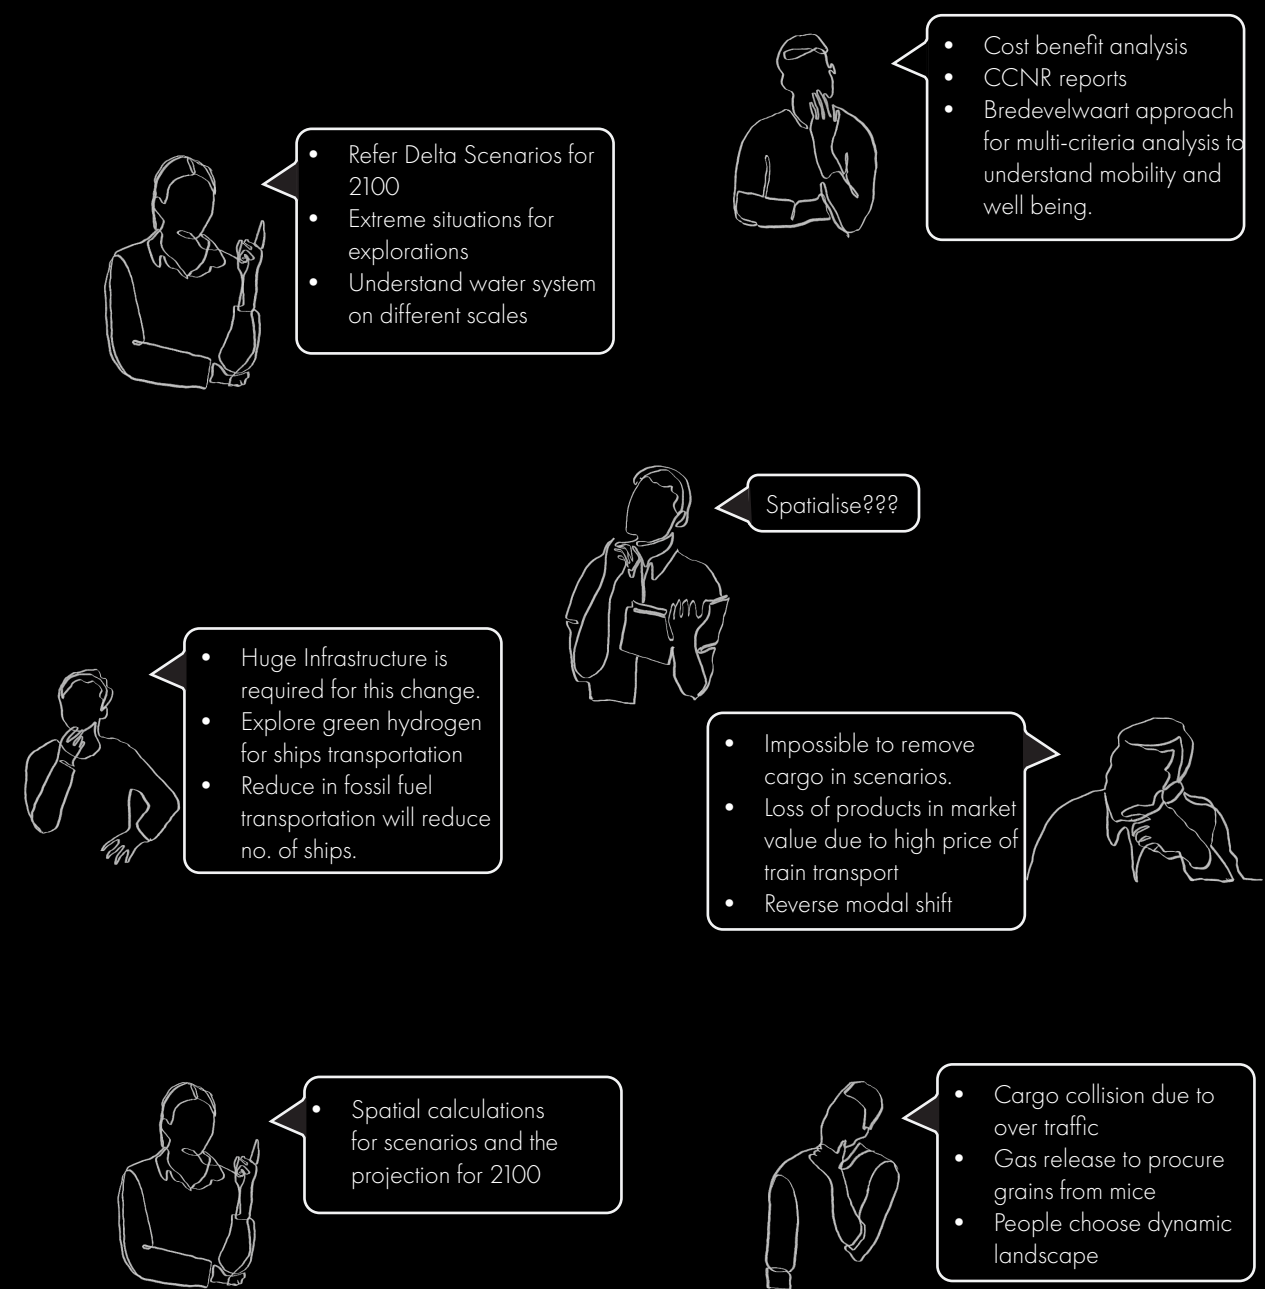 • Cost benefit analysis
• CCNR reports
• Bredevelwaart approach
for multi-criteria analysis to
understand mobility and
well being.
• Refer Delta Scenarios for
2100
• Extreme situations for
explorations
• Understand water system
on different scales
Spatialise???
• Huge Infrastructure is
required for this change.
• Explore green hydrogen
for ships transportation
• Reduce in fossil fuel
transportation will reduce
no. of ships.
• Impossible to remove
cargo in scenarios.
• Loss of products in market
value due to high price of
train transport
• Reverse modal shift
• Spatial calculations
for scenarios and the
projection for 2100
• Cargo collision due to
over traffic
• Gas release to procure
grains from mice
• People choose dynamic
landscape